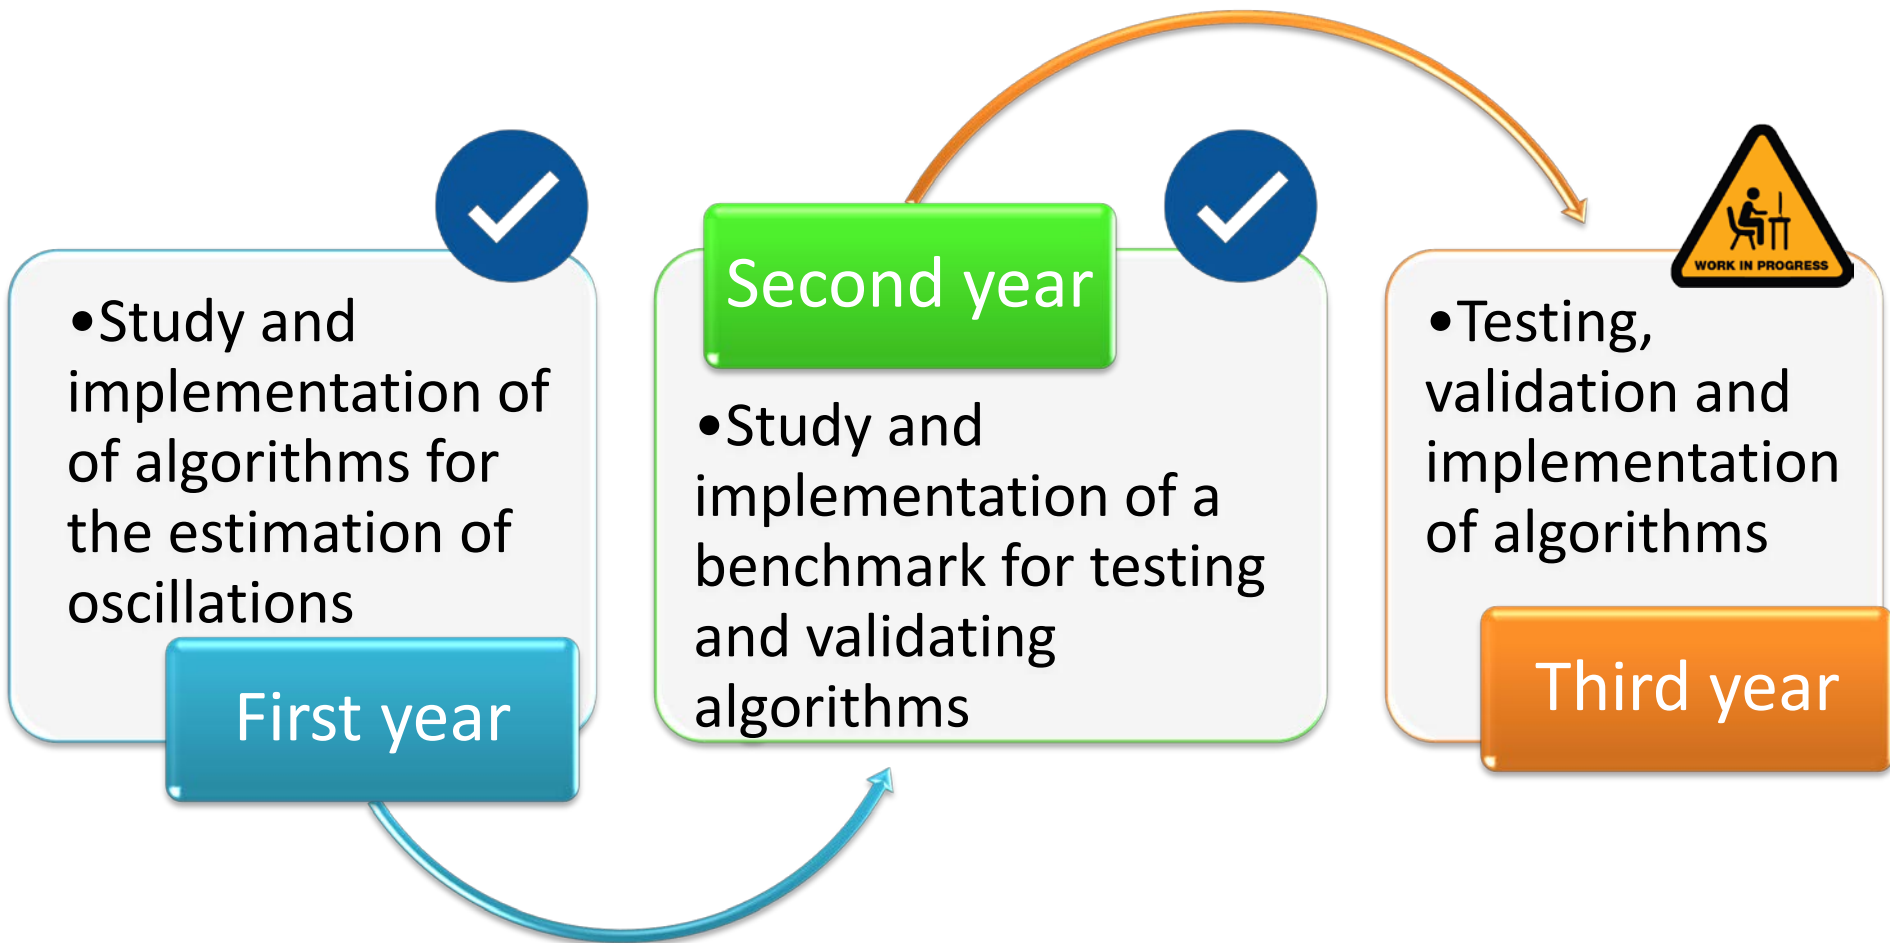 •Study and
implementation of
of algorithms for
the estimation of
oscillations
First year
Second year
•Study and
implementation of a
benchmark for testing
and validating
algorithms
WORK IN PROGRESS
•Testing,
validation and
implementation
of algorithms
Third year